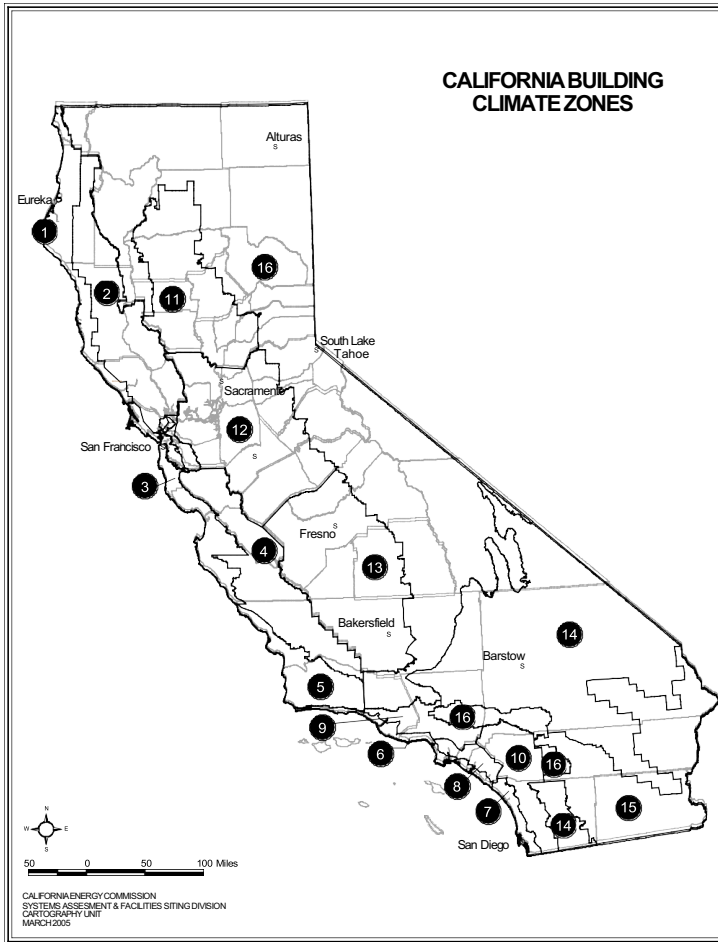 CALIFORNIA BUILDING
CLIMATE ZONES
Alturas
S
Eureka
1
16
2
11
South Lake
Tahoe
S
S
Sacramento
12
San Francisco
S
S
3
Fresno
S
4
13
Bakersfield
S
14
Barstow
S
5
16
9
6
10
16
8
7
15
14
San Diego
N
W E
S
50 0 50 100 Miles
CALIFORNIA ENERGY COMMISSION
SYSTEMS ASSESMENT & FACILITIES SITING DIVISION
CARTOGRAPHY UNIT
MARCH 2005